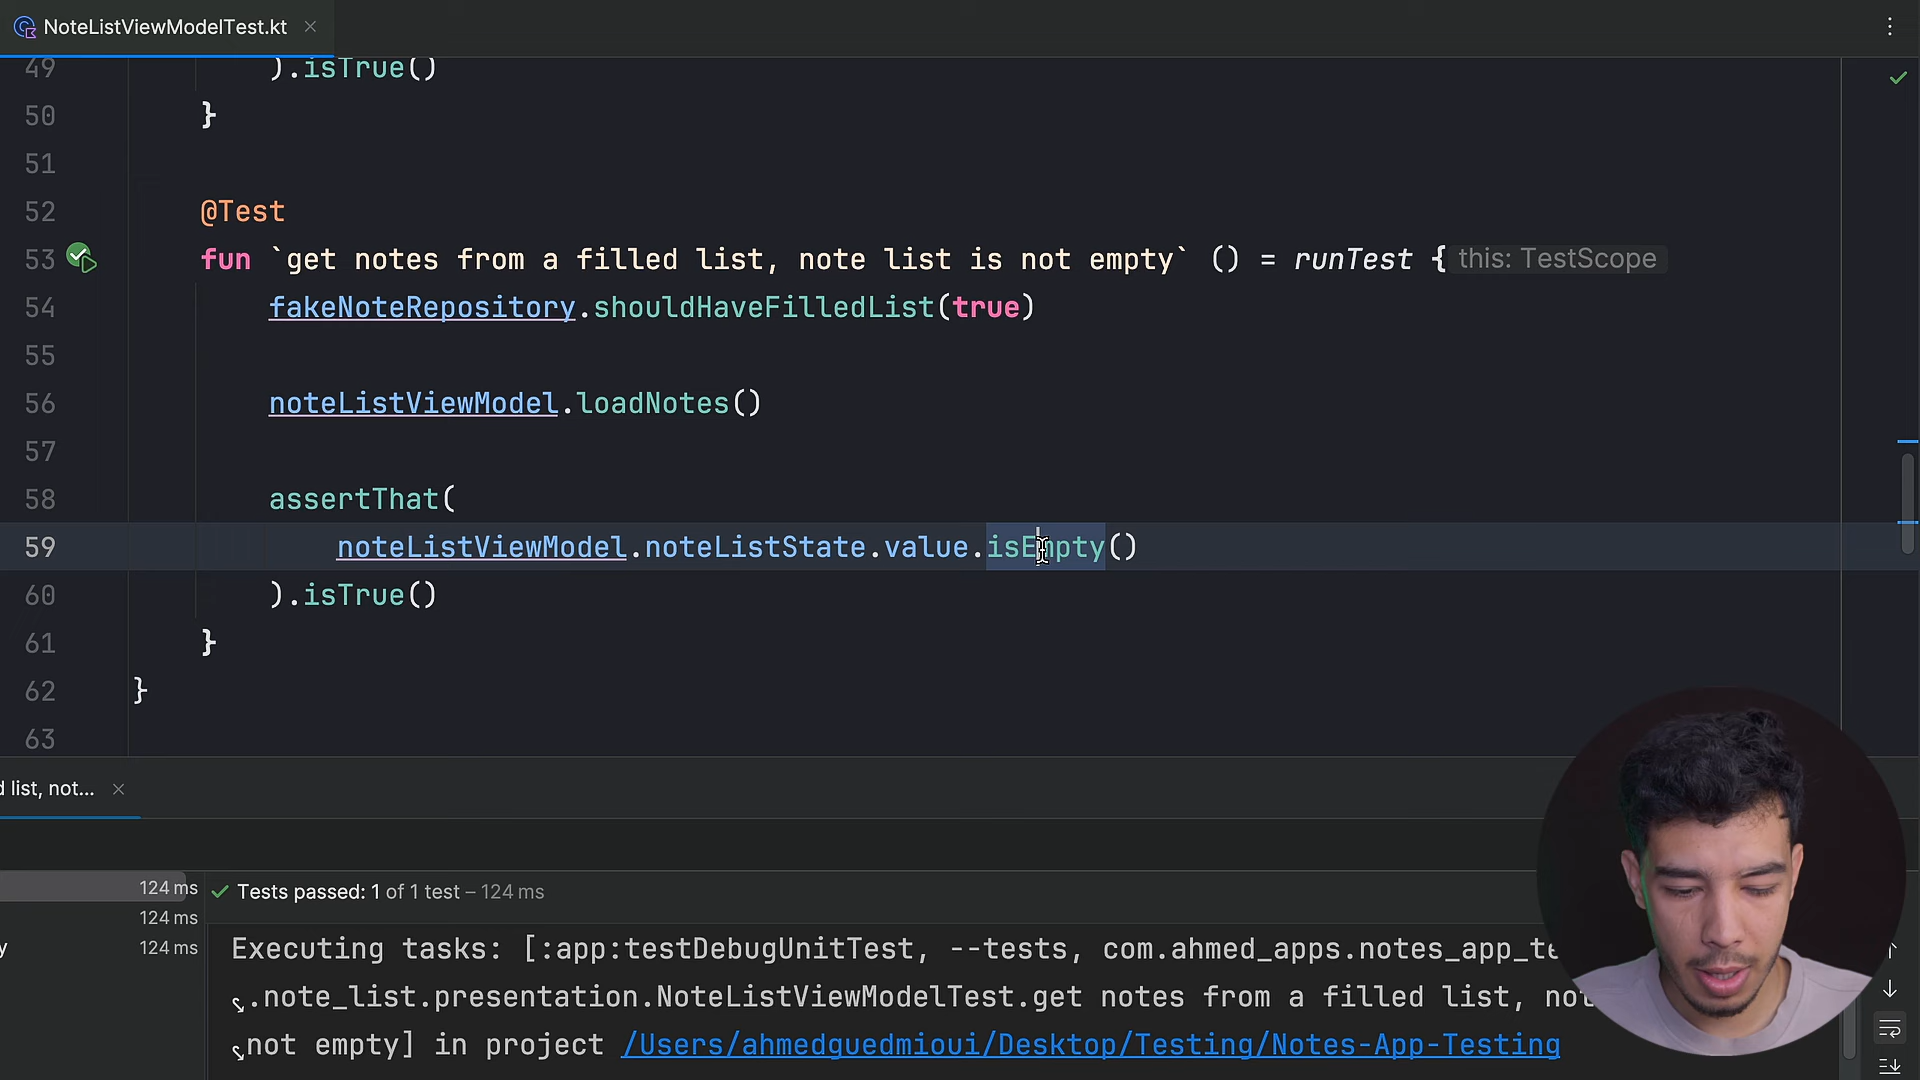 NoteListViewModelTest.kt
49 ).isTrue()
50 }
51
52 @Test
53 fun `get notes from a filled list, note list is not empty` () = runTest { this: TestScope
54 fakeNoteRepository.shouldHaveFilledList(true)
55
56 noteListViewModel.loadNotes()
57
58 assertThat(
59 noteListViewModel.noteListState.value.isEmpty()
60 ).isTrue()
61 }
62 }
63
d list, not...
124 ms
Tests passed: 1 of 1 test – 124 ms
124 ms
y 124 ms
Executing tasks: [:app:testDebugUnitTest, --tests, com.ahmed_apps.notes_app_te
.note_list.presentation.NoteListViewModelTest.get notes from a filled list, not
not empty] in project /Users/ahmedguedmioui/Desktop/Testing/Notes-App-Testing